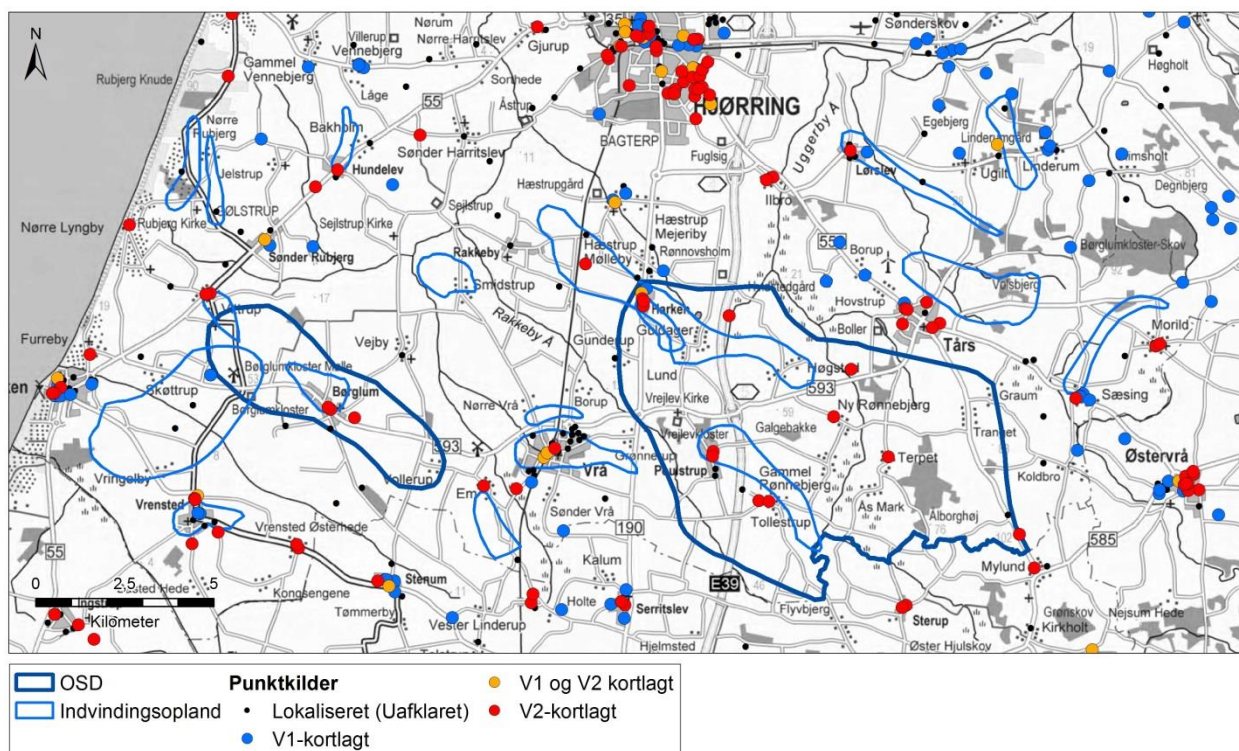 N
Rubjerg Knude
Gammel
Vennebjerg
Villerup
Vennebjerg
Nørum
Nørre Harritslev
Gjurup
Sønderskov
Høgholt
Låge
55
Sønhede
Åstrup
HJØRRING
Uggerby Å
Egebjerg
Linderumgård
Nørre
Rubjerg
Bakholm
Sønder Harritslev
BAGTERP
Fuglsig
Ugilt
Linderum
Jelstrup
Hundelev
Hæstrupgård
Ilbro
Lørslev
Degnbjerg
Nørre Lyngby
Rubjerg Kirke
Sejlstrup Kirke
Sejlstrup
Hæstrup
Mejeriby
Rønnovsholm
Hæstrup
Mølleby
Borup
Børglumkloster-Skov
Sønder Rubjerg
Rakkeby
Smidstrup
Hovstrup
Harken
Guldager
Boller
Tårs
Morild
Furreby
Rakkeby Å
Gunderup
Vejby
Lund
Høgsted
593
Skøttrup
Børglumkloster Mølle
Børglum
Børglumkloster
Nørre Vrå
Borup
Vrejlev Kirke
59
Galgebakke
Ny Rønnebjerg
Graum
Sæsing
Tranget
593
Vrå
Grønnerup
Vrejlevkloster
Poulstrup
Gammel
Rønnebjerg
Terpet
Koldbro
Østervrå
Vringelby
Vollerup
Em
Vrensted
Vrensted Østerhede
Sønder Vrå
190
Tollestrup
As Mark
Alborghøj
55
585
Mylund
Kongsengene
Stenum
Kalum
E39
Tømmerby
Vester Linderup
Holte
Serritslev
Flyvbjerg
Sterup
Grønskov
Kirkholt
Nejsum Hede
Hjelmsted
Øster Hjulskov
0 2,5 5
Kilometer
OSD
Indvindingsopland
Punktkilder
Lokaliseret (Uafklaret)
V1-kortlagt
V1 og V2 kortlagt
V2-kortlagt